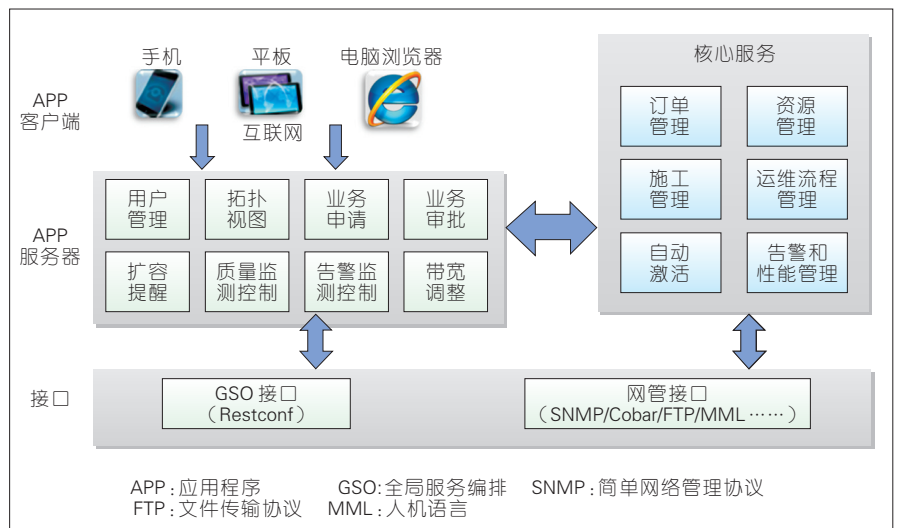 手机
平板
电脑浏览器
互联网
APP
客户端
核心服务
订单
管理
资源
管理
施工
管理
运维流程
管理
自动
激活
告警和
性能管理
APP
服务器
用户
管理
拓扑
视图
业务
申请
业务
审批
扩容
提醒
质量监
测控制
告警监
测控制
带宽
调整
接口
GSO 接口
（Restconf）
网管接口
（SNMP/Cobar/FTP/MML ……）
APP：应用程序 GSO：全局服务编排 SNMP：简单网络管理协议
FTP：文件传输协议 MML：人机语言